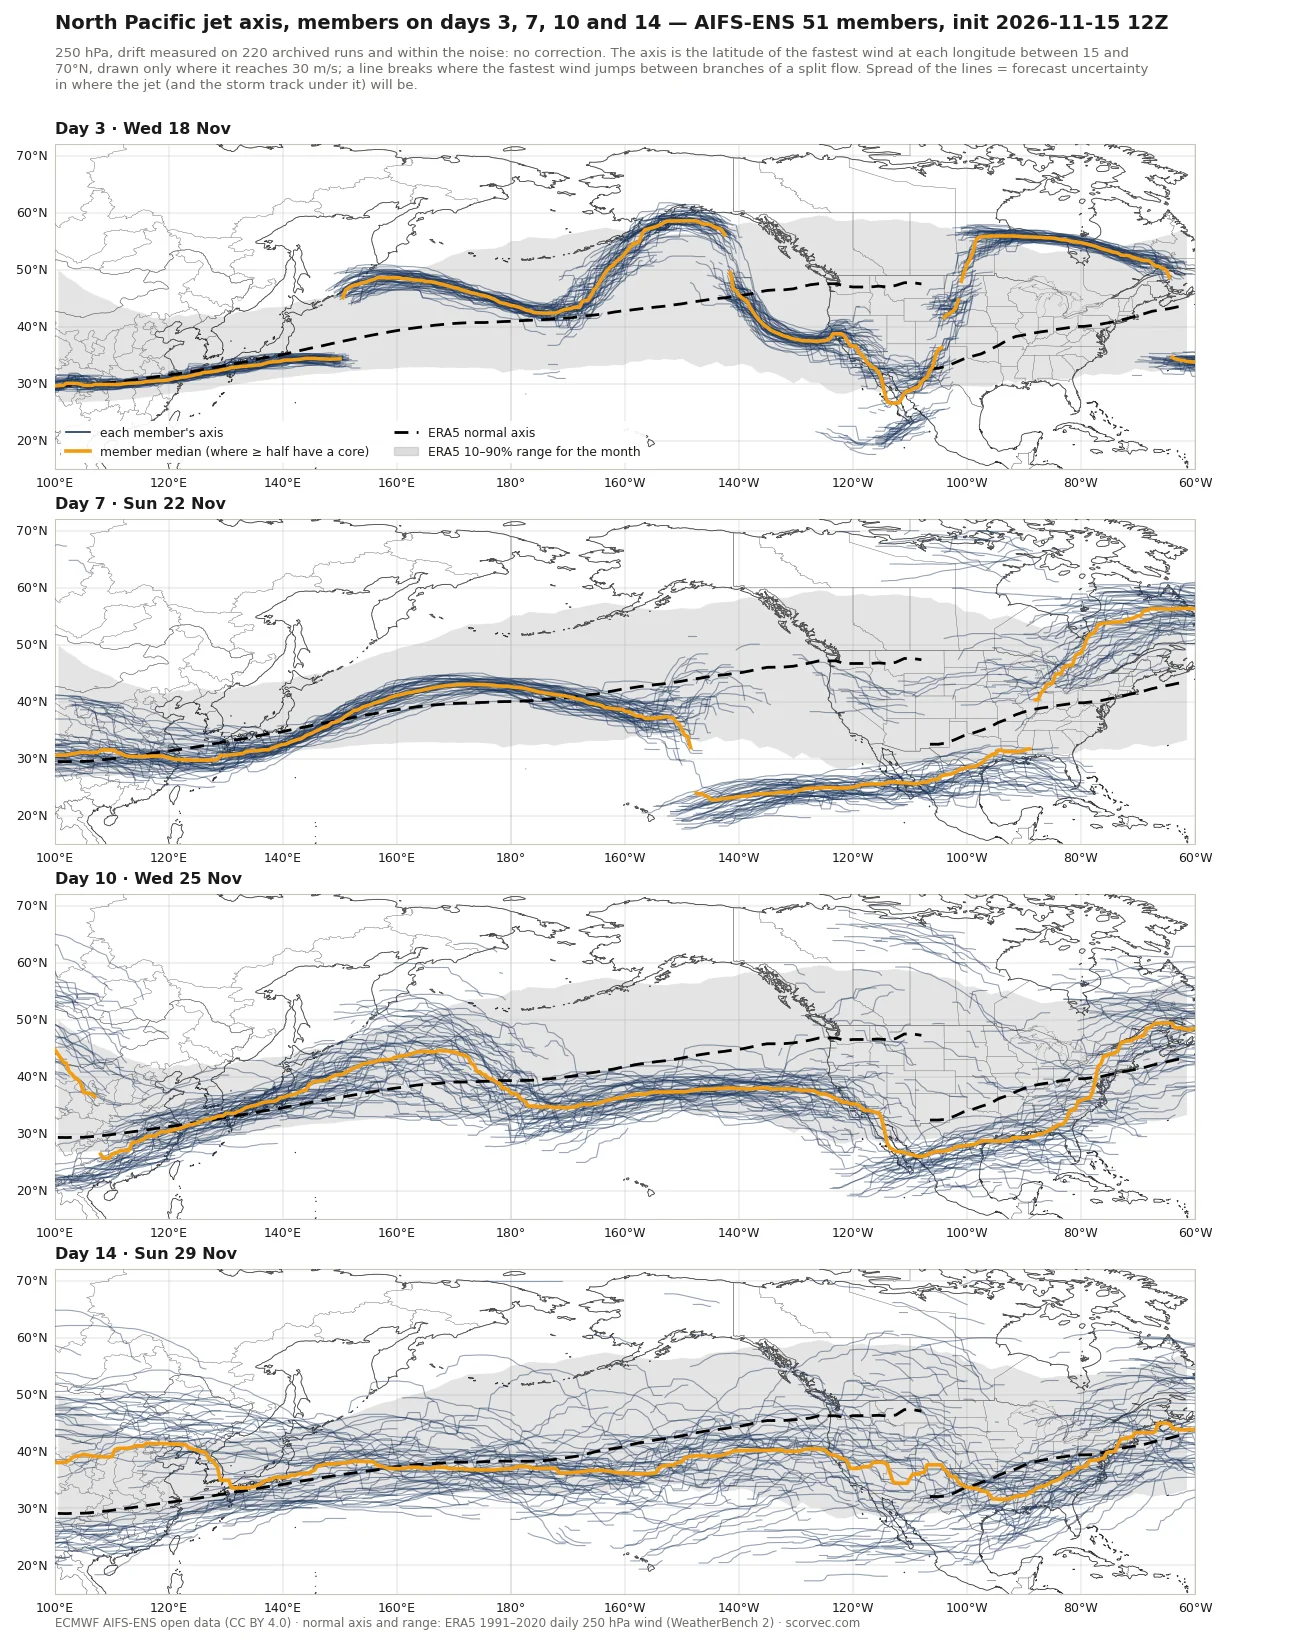 North Pacific jet axis, members on days 3, 7, 10 and 14 — AIFS-ENS 51 members, init 2026-11-15 12Z
250 hPa, drift measured on 220 archived runs and within the noise: no correction. The axis is the latitude of the fastest wind at each longitude between 15 and
70°N, drawn only where it reaches 30 m/s; a line breaks where the fastest wind jumps between branches of a split flow. Spread of the lines = forecast uncertainty
in where the jet (and the storm track under it) will be.
Day 3 · Wed 18 Nov
70°N
60°N
50°N
40°N
30°N
20°N
each member's axis
member median (where ≥ half have a core)
ERA5 normal axis
ERA5 10–90% range for the month
100°E 120°E 140°E 160°E 180° 160°W 140°W 120°W 100°W 80°W 60°W
Day 7 · Sun 22 Nov
70°N
60°N
50°N
40°N
30°N
20°N
100°E 120°E 140°E 160°E 180° 160°W 140°W 120°W 100°W 80°W 60°W
Day 10 · Wed 25 Nov
70°N
60°N
50°N
40°N
30°N
20°N
100°E 120°E 140°E 160°E 180° 160°W 140°W 120°W 100°W 80°W 60°W
Day 14 · Sun 29 Nov
70°N
60°N
50°N
40°N
30°N
20°N
100°E 120°E 140°E 160°E 180° 160°W 140°W 120°W 100°W 80°W 60°W
ECMWF AIFS-ENS open data (CC BY 4.0) · normal axis and range: ERA5 1991–2020 daily 250 hPa wind (WeatherBench 2) · scorvec.com